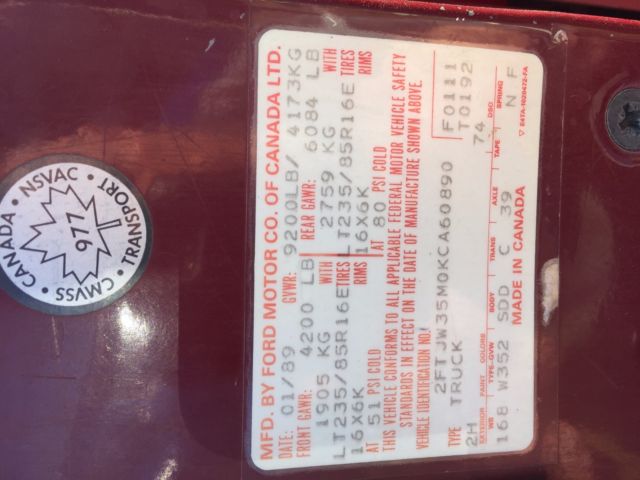 MFD. BY FORD MOTOR CO. OF CANADA LTD.
DATE: 01/89 GVWR: 9200LB/ 4173KG
FRONT GAWR: 4200 LB REAR GAWR: 6084 LB
1905 KG WITH 2759 KG WITH
LT235/85R16E TIRES LT235/85R16E TIRES
16X6K RIMS 16X6K RIMS
AT 51 PSI COLD AT 80 PSI COLD
THIS VEHICLE CONFORMS TO ALL APPLICABLE FEDERAL MOTOR VEHICLE SAFETY
STANDARDS IN EFFECT ON THE DATE OF MANUFACTURE SHOWN ABOVE.
VEHICLE IDENTIFICATION NO.
2FTJW35M0KCA60890 F0111
TYPE TRUCK T0192
2H 74
EXTERIOR PAINT COLORS DSO
WB TYPE-GVW BODY TRANS AXLE TAPE SPRING
168 W352 SDD C 39 N F
MADE IN CANADA ▽ E4TA-1020472-FA
CANADA • NSVAC • TRANSPORT • CMVSS •
977